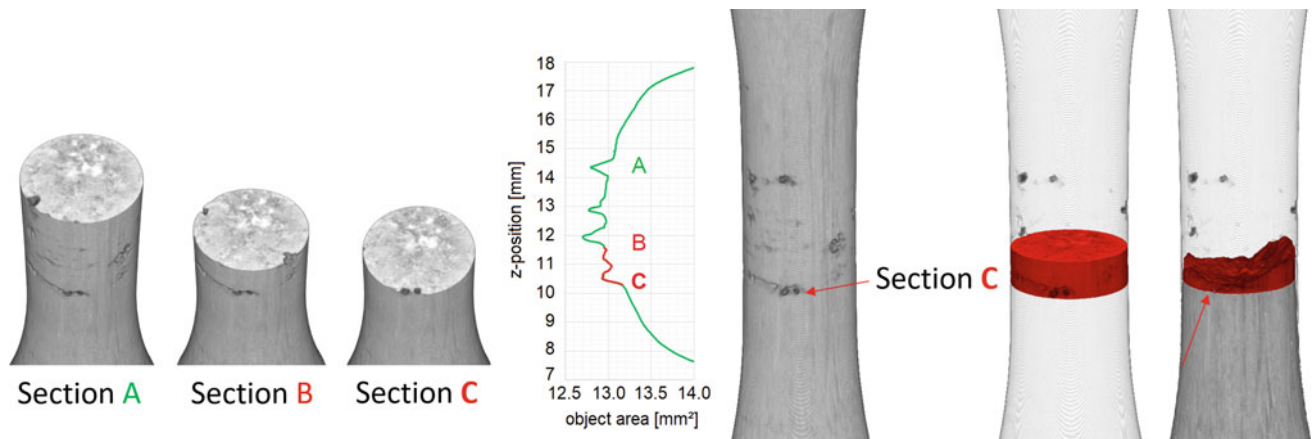 Section A
Section B
Section C
z-position [mm]
18
17
16
15
14
13
12
11
10
9
8
7
A
B
C
12.5 13.0 13.5 14.0
object area [mm²]
Section C